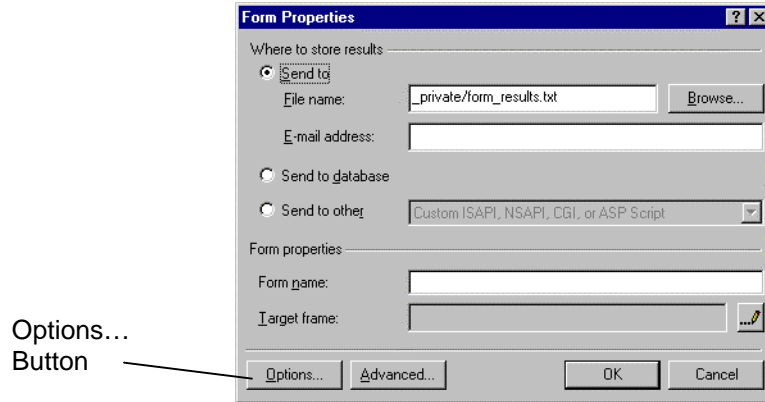 Form Properties
Where to store results
Send to
File name: _private/form_results.txt Browse...
E-mail address:
Send to database
Send to other Custom ISAPI, NSAPI, CGI, or ASP Script
Form properties
Form name:
Target frame:
Options…
Button
Options... Advanced... OK Cancel